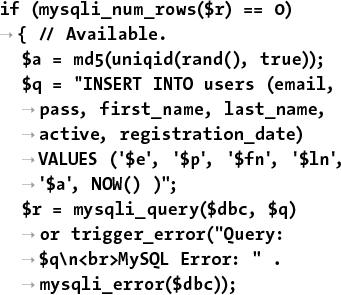 if (mysqli_num_rows($r) == 0)
→ { // Available.
$a = md5(uniqid(rand(), true));
$q = "INSERT INTO users (email,
→ pass, first_name, last_name,
→ active, registration_date)
→ VALUES ('$e', '$p', '$fn', '$ln',
→ '$a', NOW() )";
$r = mysqli_query($dbc, $q)
→ or trigger_error("Query:
→ $q\n<br>MySQL Error: " .
→ mysqli_error($dbc));